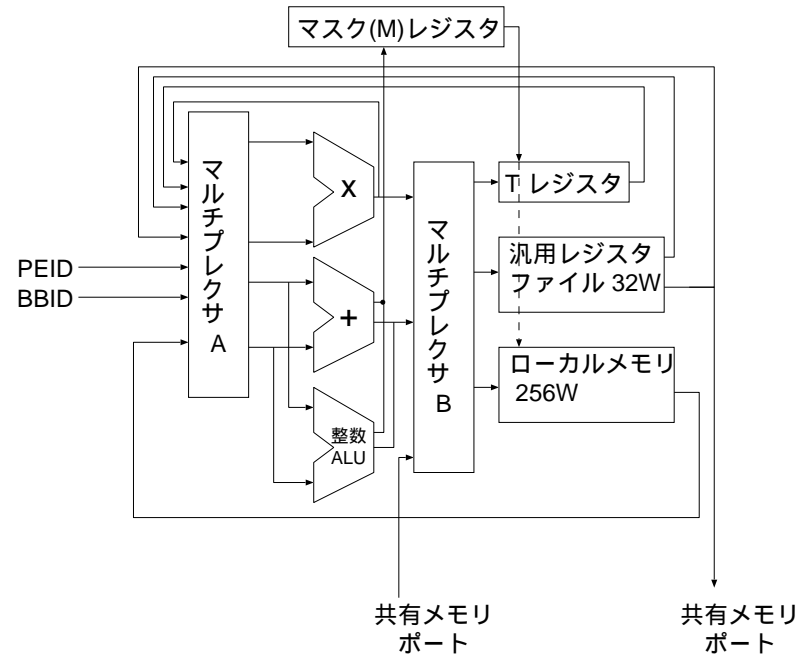 マスク(M)レジスタ
マルチプレクサ A
X
+
整数
ALU
PEID
BBID
マルチプレクサ B
T レジスタ
汎用レジスタ
ファイル 32W
ローカルメモリ
256W
共有メモリ
ポート
共有メモリ
ポート